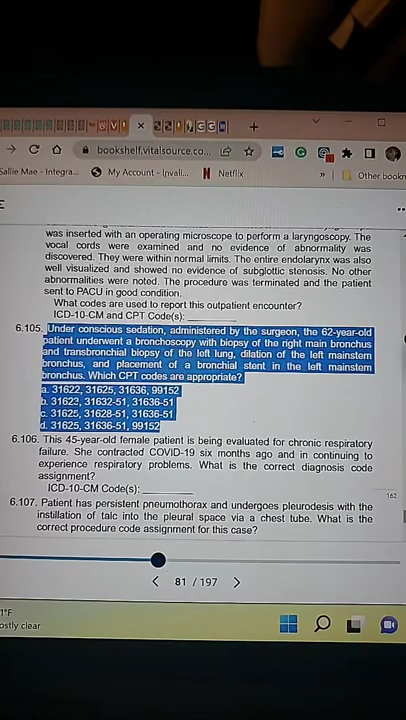 bookshelf.vitalsource.co...
Sallie Mae - Integra... My Account - Invali... Netflix » Other bookm
was inserted with an operating microscope to perform a laryngoscopy. The
vocal cords were examined and no evidence of abnormality was
discovered. They were within normal limits. The entire endolarynx was also
well visualized and showed no evidence of subglottic stenosis. No other
abnormalities were noted. The procedure was terminated and the patient
sent to PACU in good condition.
What codes are used to report this outpatient encounter?
ICD-10-CM and CPT Code(s): ________
6.105. Under conscious sedation, administered by the surgeon, the 62-year-old
patient underwent a bronchoscopy with biopsy of the right main bronchus
and transbronchial biopsy of the left lung, dilation of the left mainstem
bronchus, and placement of a bronchial stent in the left mainstem
bronchus. Which CPT codes are appropriate?
a. 31622, 31625, 31636, 99152
b. 31623, 31632-51, 31636-51
c. 31625, 31628-51, 31636-51
d. 31625, 31636-51, 99152
6.106. This 45-year-old female patient is being evaluated for chronic respiratory
failure. She contracted COVID-19 six months ago and in continuing to
experience respiratory problems. What is the correct diagnosis code
assignment?
ICD-10-CM Code(s): ________
162
6.107. Patient has persistent pneumothorax and undergoes pleurodesis with the
instillation of talc into the pleural space via a chest tube. What is the
correct procedure code assignment for this case?
81 / 197
1°F
ostly clear